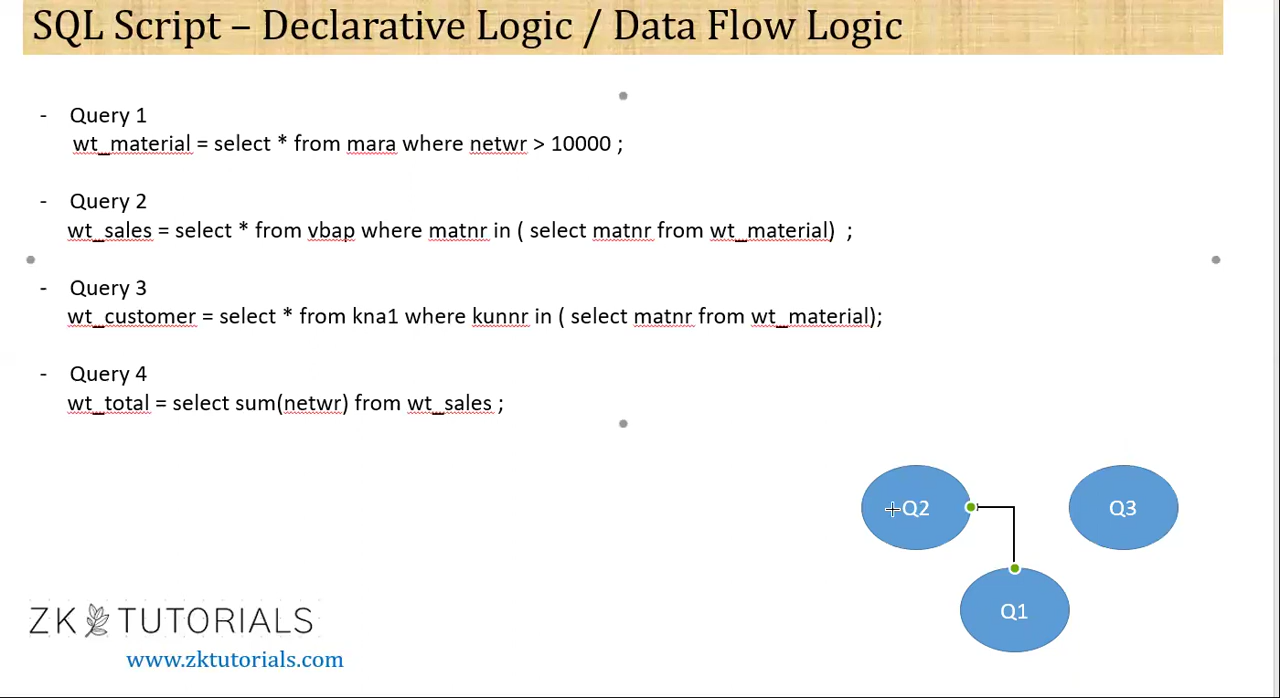 SQL Script – Declarative Logic / Data Flow Logic
- Query 1
wt_material = select * from mara where netwr > 10000 ;
- Query 2
wt_sales = select * from vbap where matnr in ( select matnr from wt_material) ;
- Query 3
wt_customer = select * from kna1 where kunnr in ( select matnr from wt_material);
- Query 4
wt_total = select sum(netwr) from wt_sales ;
Q2
Q3
Q1
ZK TUTORIALS
www.zktutorials.com